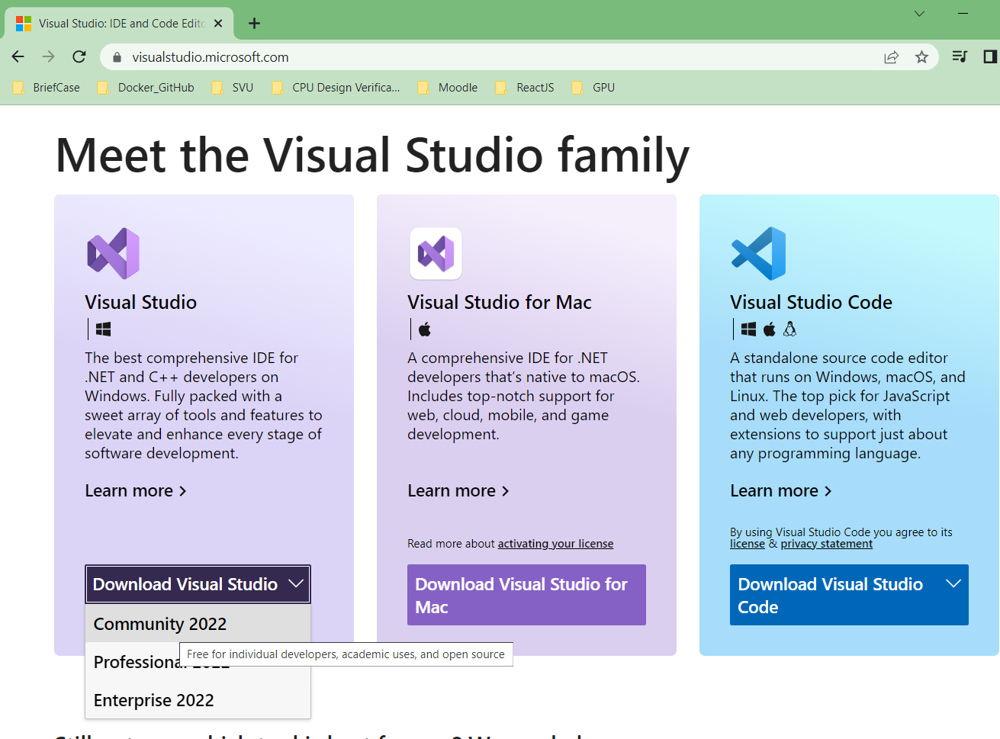 Visual Studio: IDE and Code Edito
visualstudio.microsoft.com
BriefCase Docker_GitHub SVU CPU Design Verifica... Moodle ReactJS GPU
Meet the Visual Studio family
Visual Studio
The best comprehensive IDE for
.NET and C++ developers on
Windows. Fully packed with a
sweet array of tools and features to
elevate and enhance every stage of
software development.
Learn more
Download Visual Studio
Community 2022
Free for individual developers, academic uses, and open source
Professional 2022
Enterprise 2022
Visual Studio for Mac
A comprehensive IDE for .NET
developers that’s native to macOS.
Includes top-notch support for
web, cloud, mobile, and game
development.
Learn more
Read more about activating your license
Download Visual Studio for
Mac
Visual Studio Code
A standalone source code editor
that runs on Windows, macOS, and
Linux. The top pick for JavaScript
and web developers, with
extensions to support just about
any programming language.
Learn more
By using Visual Studio Code you agree to its
license & privacy statement
Download Visual Studio
Code